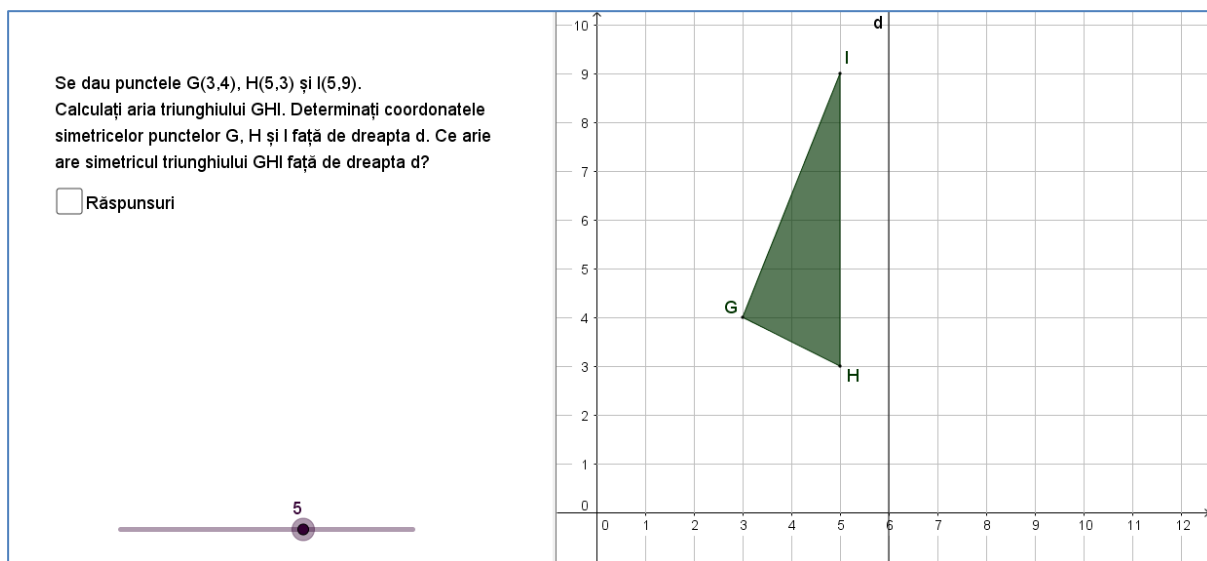 Se dau punctele G(3,4), H(5,3) și I(5,9).
Calculați aria triunghiului GHI. Determinați coordonatele
simetricelor punctelor G, H și I față de dreapta d. Ce arie
are simetricul triunghiului GHI față de dreapta d?
Răspunsuri
5
d
10
I
9
8
7
6
5
G
4
3
H
2
1
0
0 1 2 3 4 5 6 7 8 9 10 11 12